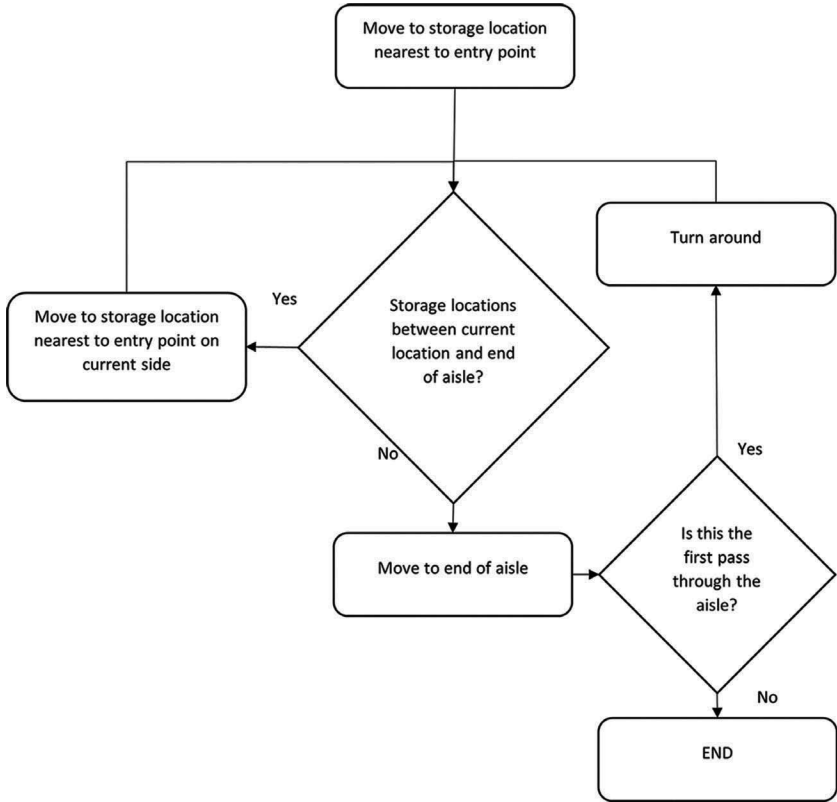 Move to storage location
nearest to entry point
Turn around
Yes
Move to storage location
nearest to entry point on
current side
Storage locations
between current
location and end
of aisle?
No
Yes
Move to end of aisle
Is this the
first pass
through the
aisle?
No
END